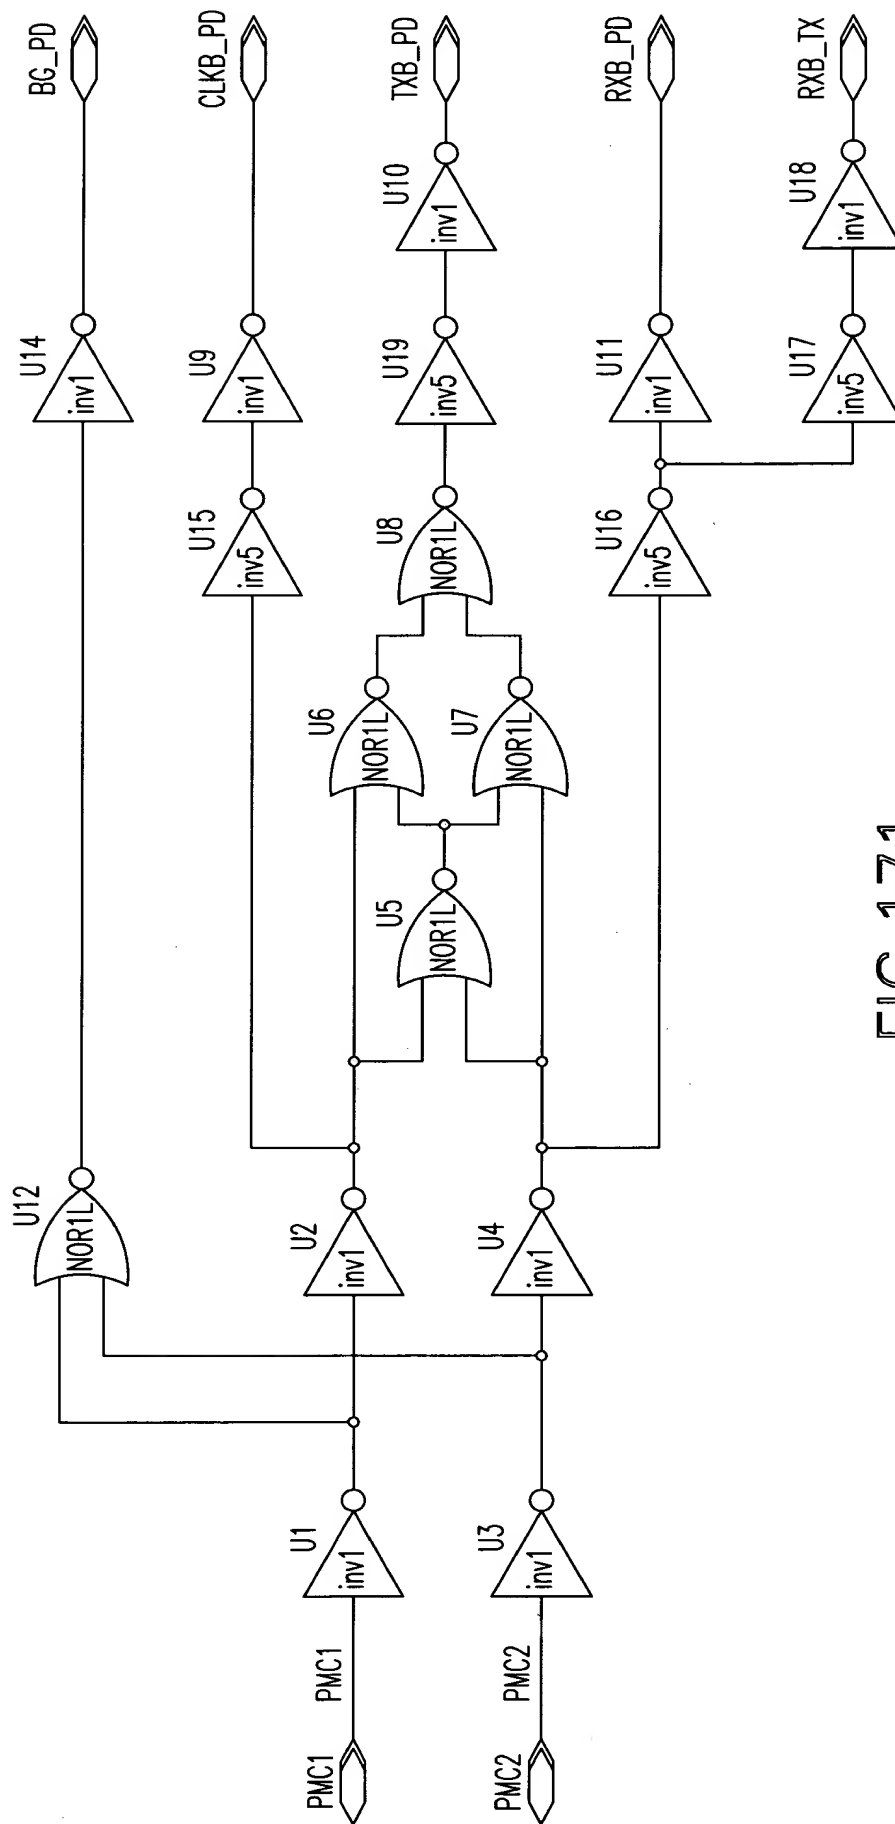 BG_PD
CLKB_PD
TXB_PD
RXB_PD
RXB_TX
U14
inv1
U9
inv1
U10
inv1
U19
inv5
U11
inv1
U18
inv1
U17
inv5
U15
inv5
U8
NOR1L
U16
inv5
U6
NOR1L
U7
NOR1L
U5
NOR1L
U12
NOR1L
U2
inv1
U4
inv1
U1
inv1
U3
inv1
PMC1
PMC2
PMC1
PMC2
FIG.171